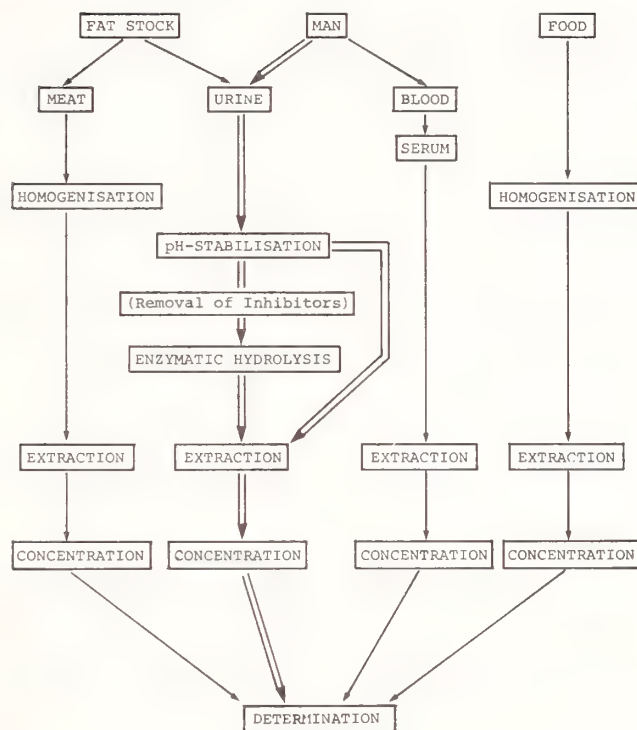 FAT STOCK MAN FOOD
MEAT URINE BLOOD
SERUM
HOMOGENISATION HOMOGENISATION
pH-STABILISATION
(Removal of Inhibitors)
ENZYMATIC HYDROLYSIS
EXTRACTION EXTRACTION EXTRACTION EXTRACTION
CONCENTRATION CONCENTRATION CONCENTRATION CONCENTRATION
DETERMINATION